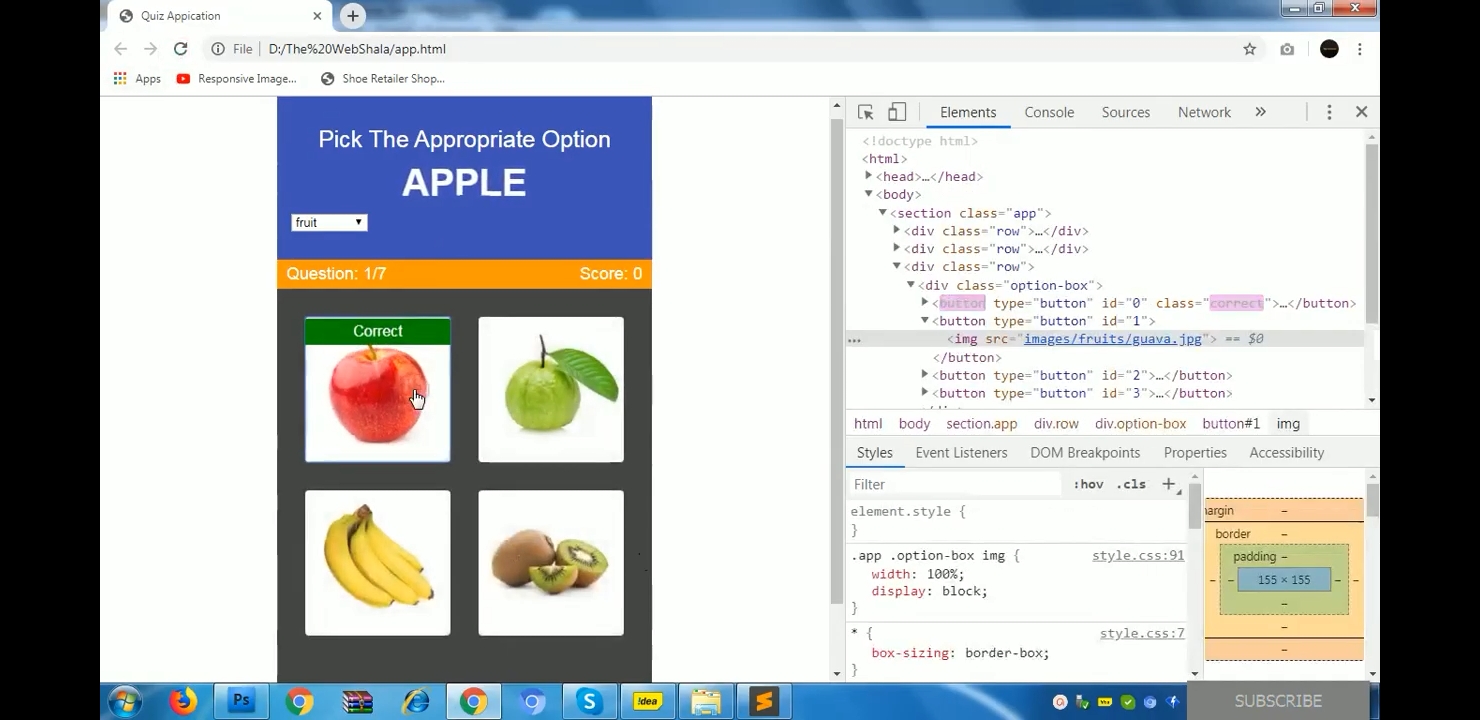 Quiz Appication
File
D:/The%20WebShala/app.html
Apps
Responsive Image...
Shoe Retailer Shop...
Pick The Appropriate Option
APPLE
fruit
Question: 1/7
Score: 0
Correct
Elements
Console
Sources
Network
<!doctype html>
<html>
<head>…</head>
<body>
<section class="app">
<div class="row">…</div>
<div class="row">…</div>
<div class="row">
<div class="option-box">
<button type="button" id="0" class="correct">…</button>
<button type="button" id="1">
<img src="images/fruits/guava.jpg"> == $0
</button>
<button type="button" id="2">…</button>
<button type="button" id="3">…</button>
html
body
section.app
div.row
div.option-box
button#1
img
Styles
Event Listeners
DOM Breakpoints
Properties
Accessibility
Filter
:hov
.cls
element.style {
}
.app .option-box img {
style.css:91
width: 100%;
display: block;
}
* {
style.css:7
box-sizing: border-box;
}
argin
border
padding
155 × 155
Ps
S
!dea
SUBSCRIBE